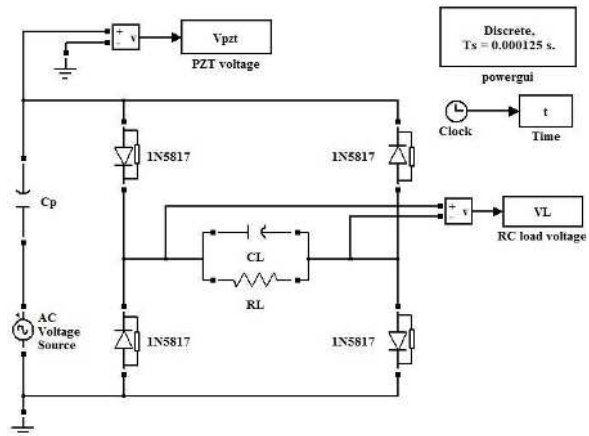 +
-
v
Vpzt
PZT voltage
Discrete,
Ts = 0.000125 s.
powergui
Clock
t
Time
1N5817
1N5817
Cp
+
-
v
VL
RC load voltage
CL
RL
AC
Voltage
Source
1N5817
1N5817